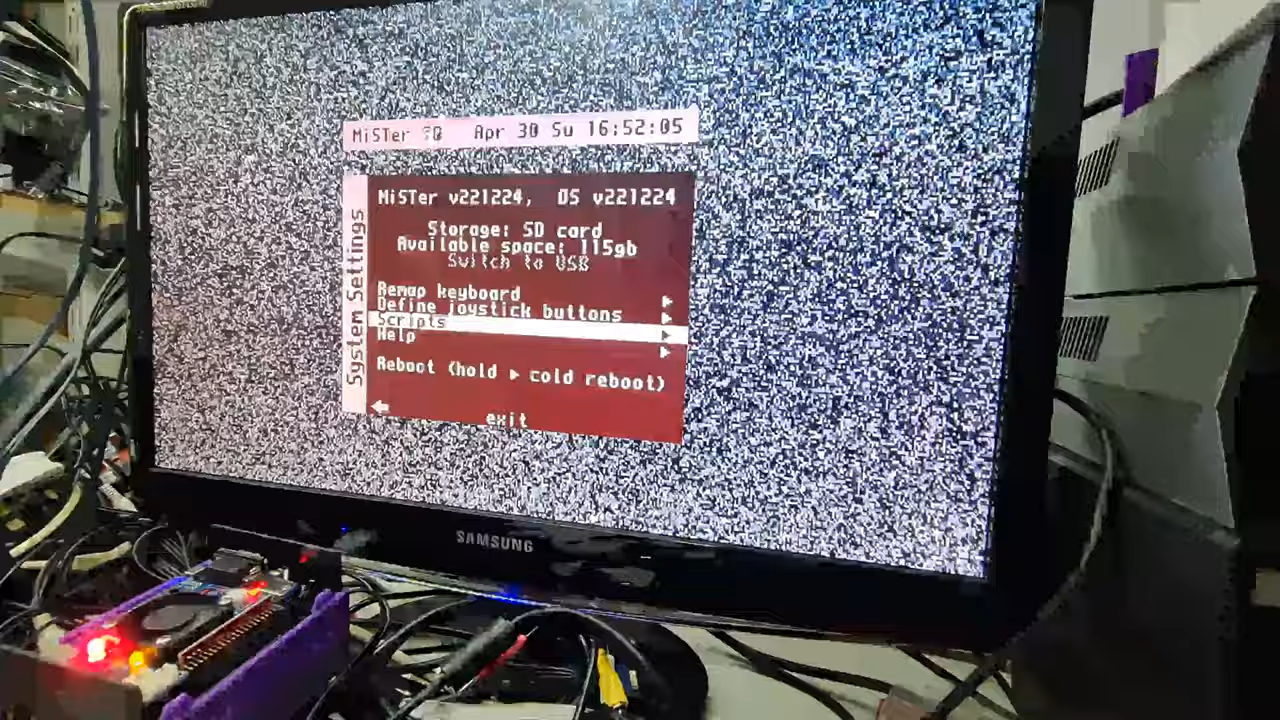 MiSTer Apr 30 Su 16:52:05
System Settings
MiSTer v221224, OS v221224
Storage: SD card
Available space: 115gb
Switch to USB
Remap keyboard
Define joystick buttons
Scripts
Help
Reboot (hold ▶ cold reboot)
exit
SAMSUNG